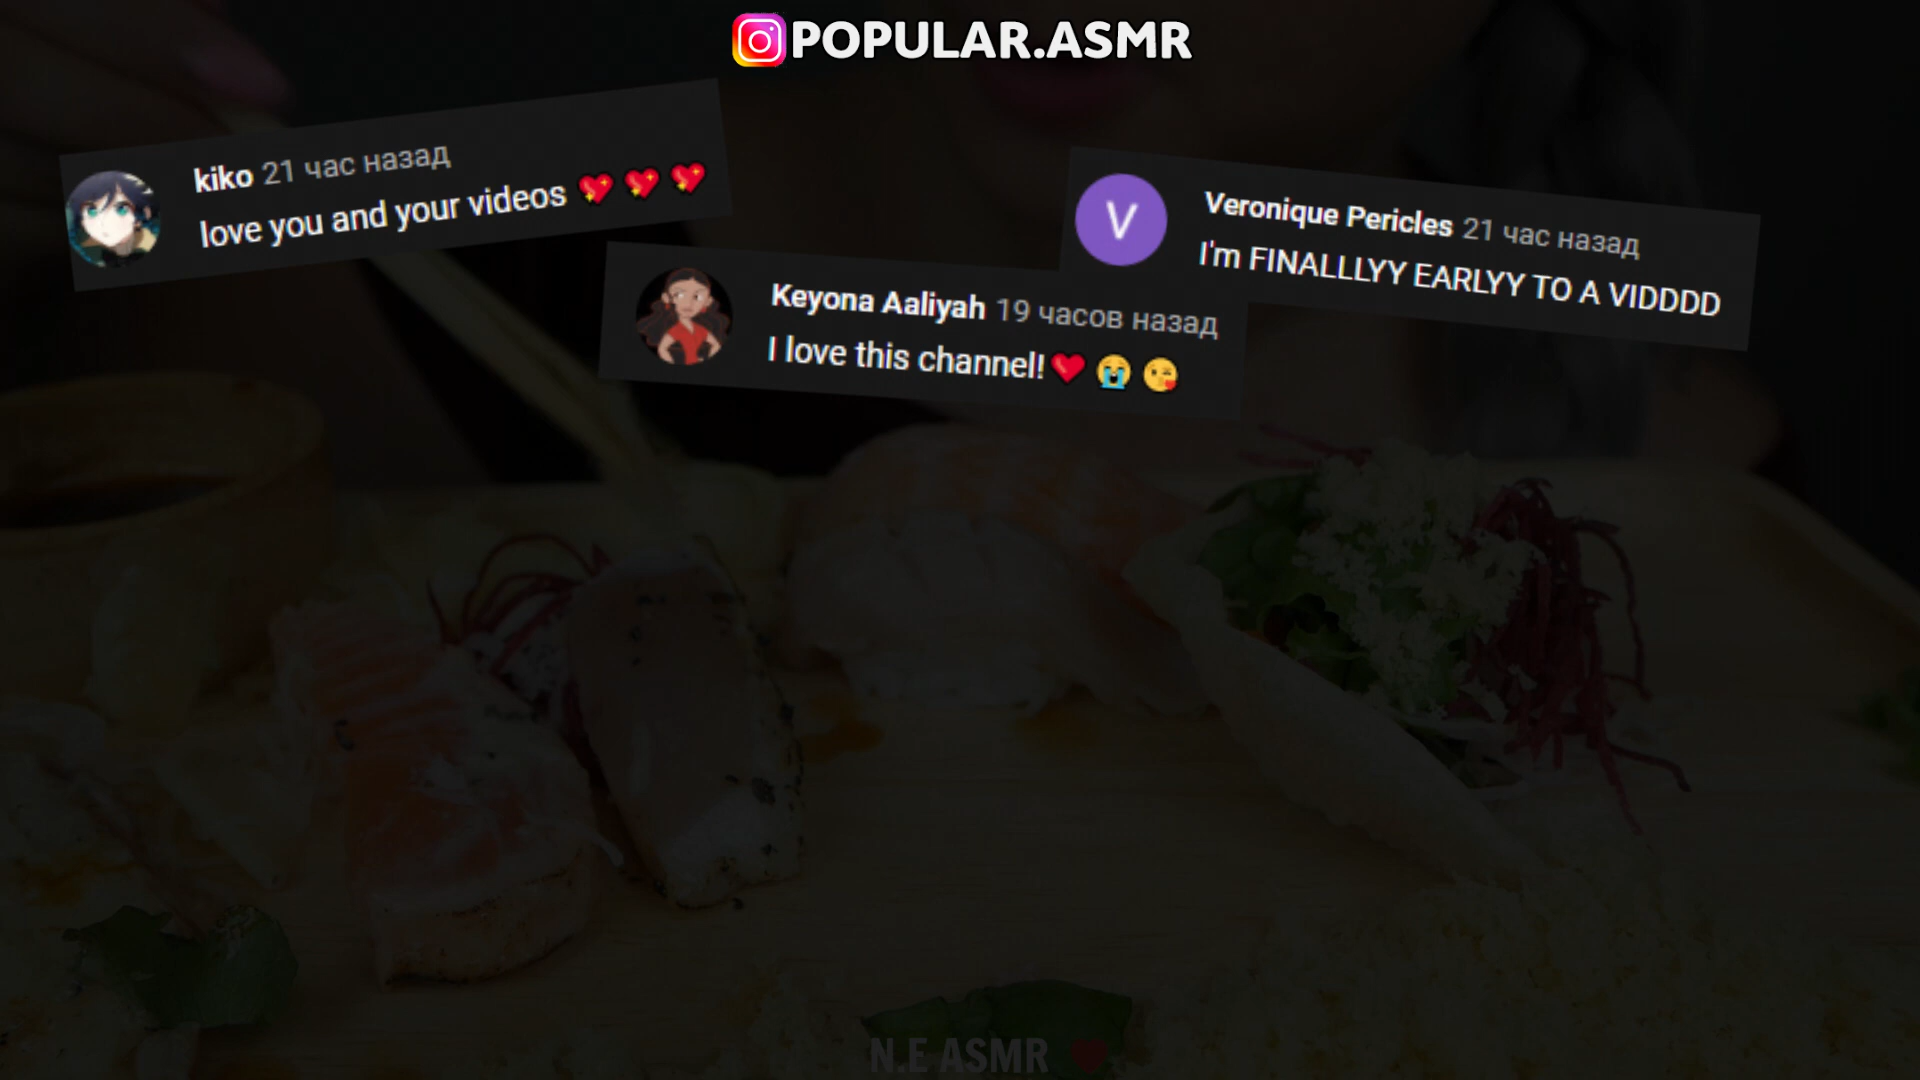 POPULAR.ASMR
kiko 21 час назад
love you and your videos 💖 💖 💖
V
Veronique Pericles 21 час назад
I'm FINALLLYY EARLYY TO A VIDDDD
Keyona Aaliyah 19 часов назад
I love this channel!❤️ 😭 😘
N.E ASMR ❤️